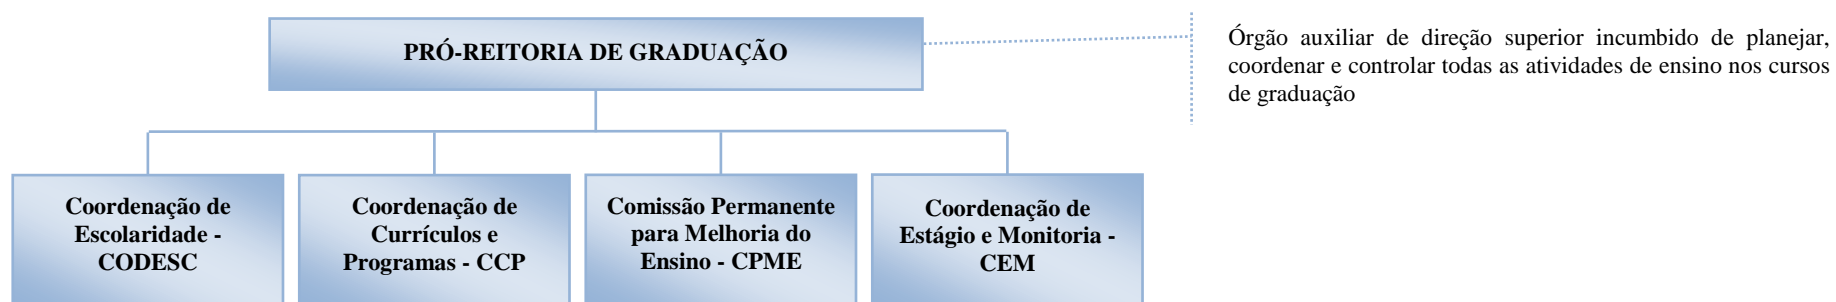 PRÓ-REITORIA DE GRADUAÇÃO
Órgão auxiliar de direção superior incumbido de planejar,
coordenar e controlar todas as atividades de ensino nos cursos
de graduação
Coordenação de
Escolaridade -
CODESC
Coordenação de
Currículos e
Programas - CCP
Comissão Permanente
para Melhoria do
Ensino - CPME
Coordenação de
Estágio e Monitoria -
CEM